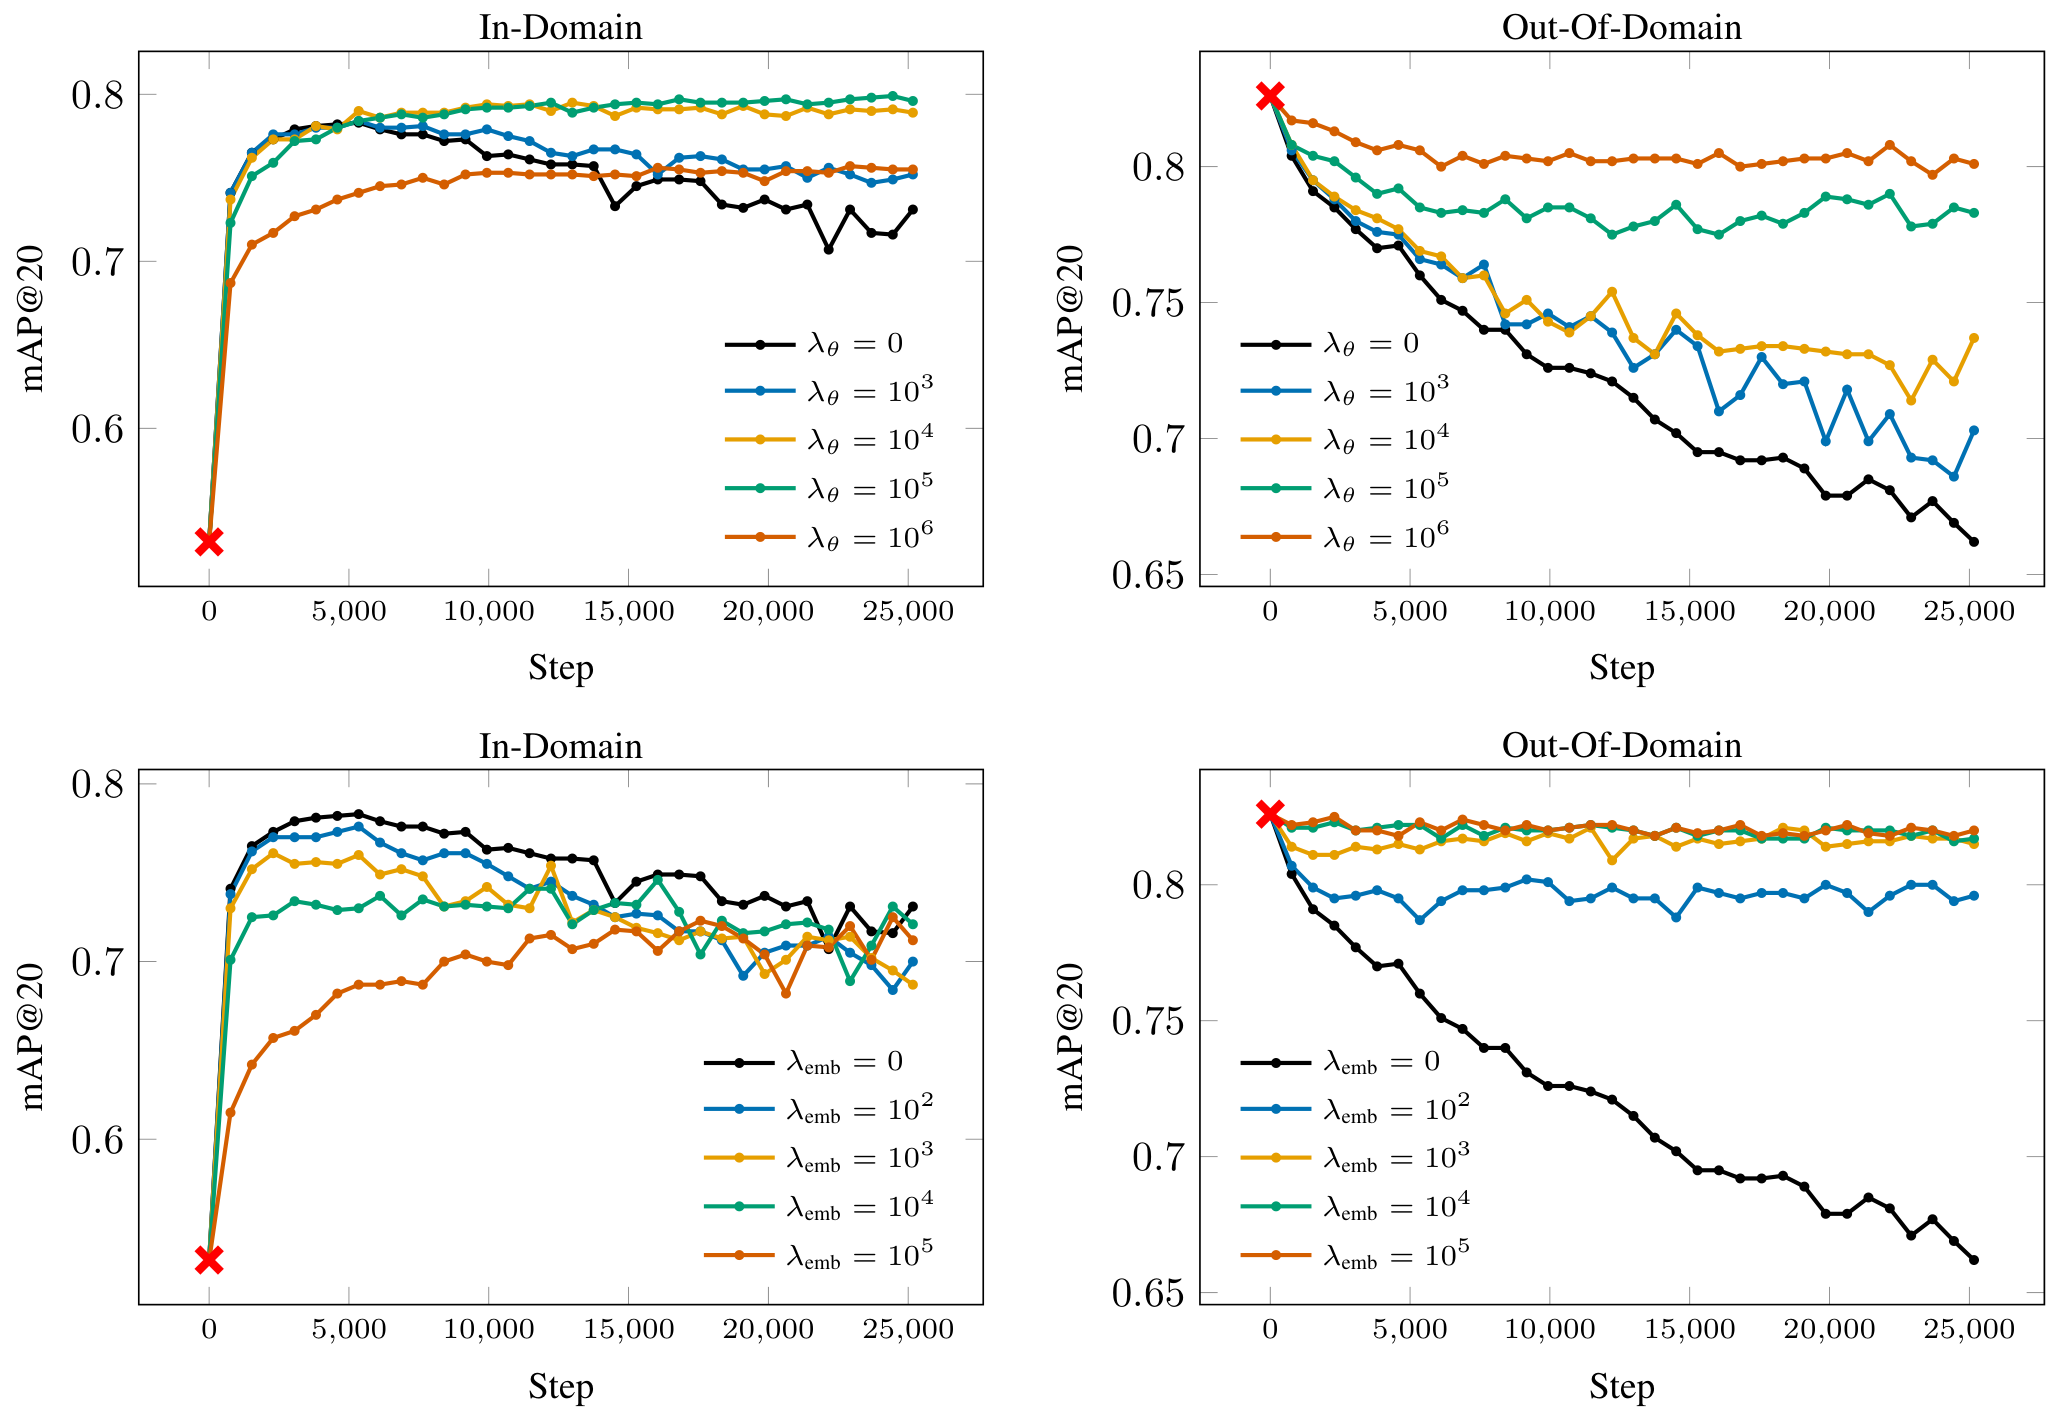 In-Domain
0.8
0.7
0.6
mAP@20
λθ = 0
λθ = 10³
λθ = 10⁴
λθ = 10⁵
λθ = 10⁶
0 5,000 10,000 15,000 20,000 25,000
Step
Out-Of-Domain
0.8
0.75
0.7
0.65
mAP@20
λθ = 0
λθ = 10³
λθ = 10⁴
λθ = 10⁵
λθ = 10⁶
0 5,000 10,000 15,000 20,000 25,000
Step
In-Domain
0.8
0.7
0.6
mAP@20
λemb = 0
λemb = 10²
λemb = 10³
λemb = 10⁴
λemb = 10⁵
0 5,000 10,000 15,000 20,000 25,000
Step
Out-Of-Domain
0.8
0.75
0.7
0.65
mAP@20
λemb = 0
λemb = 10²
λemb = 10³
λemb = 10⁴
λemb = 10⁵
0 5,000 10,000 15,000 20,000 25,000
Step